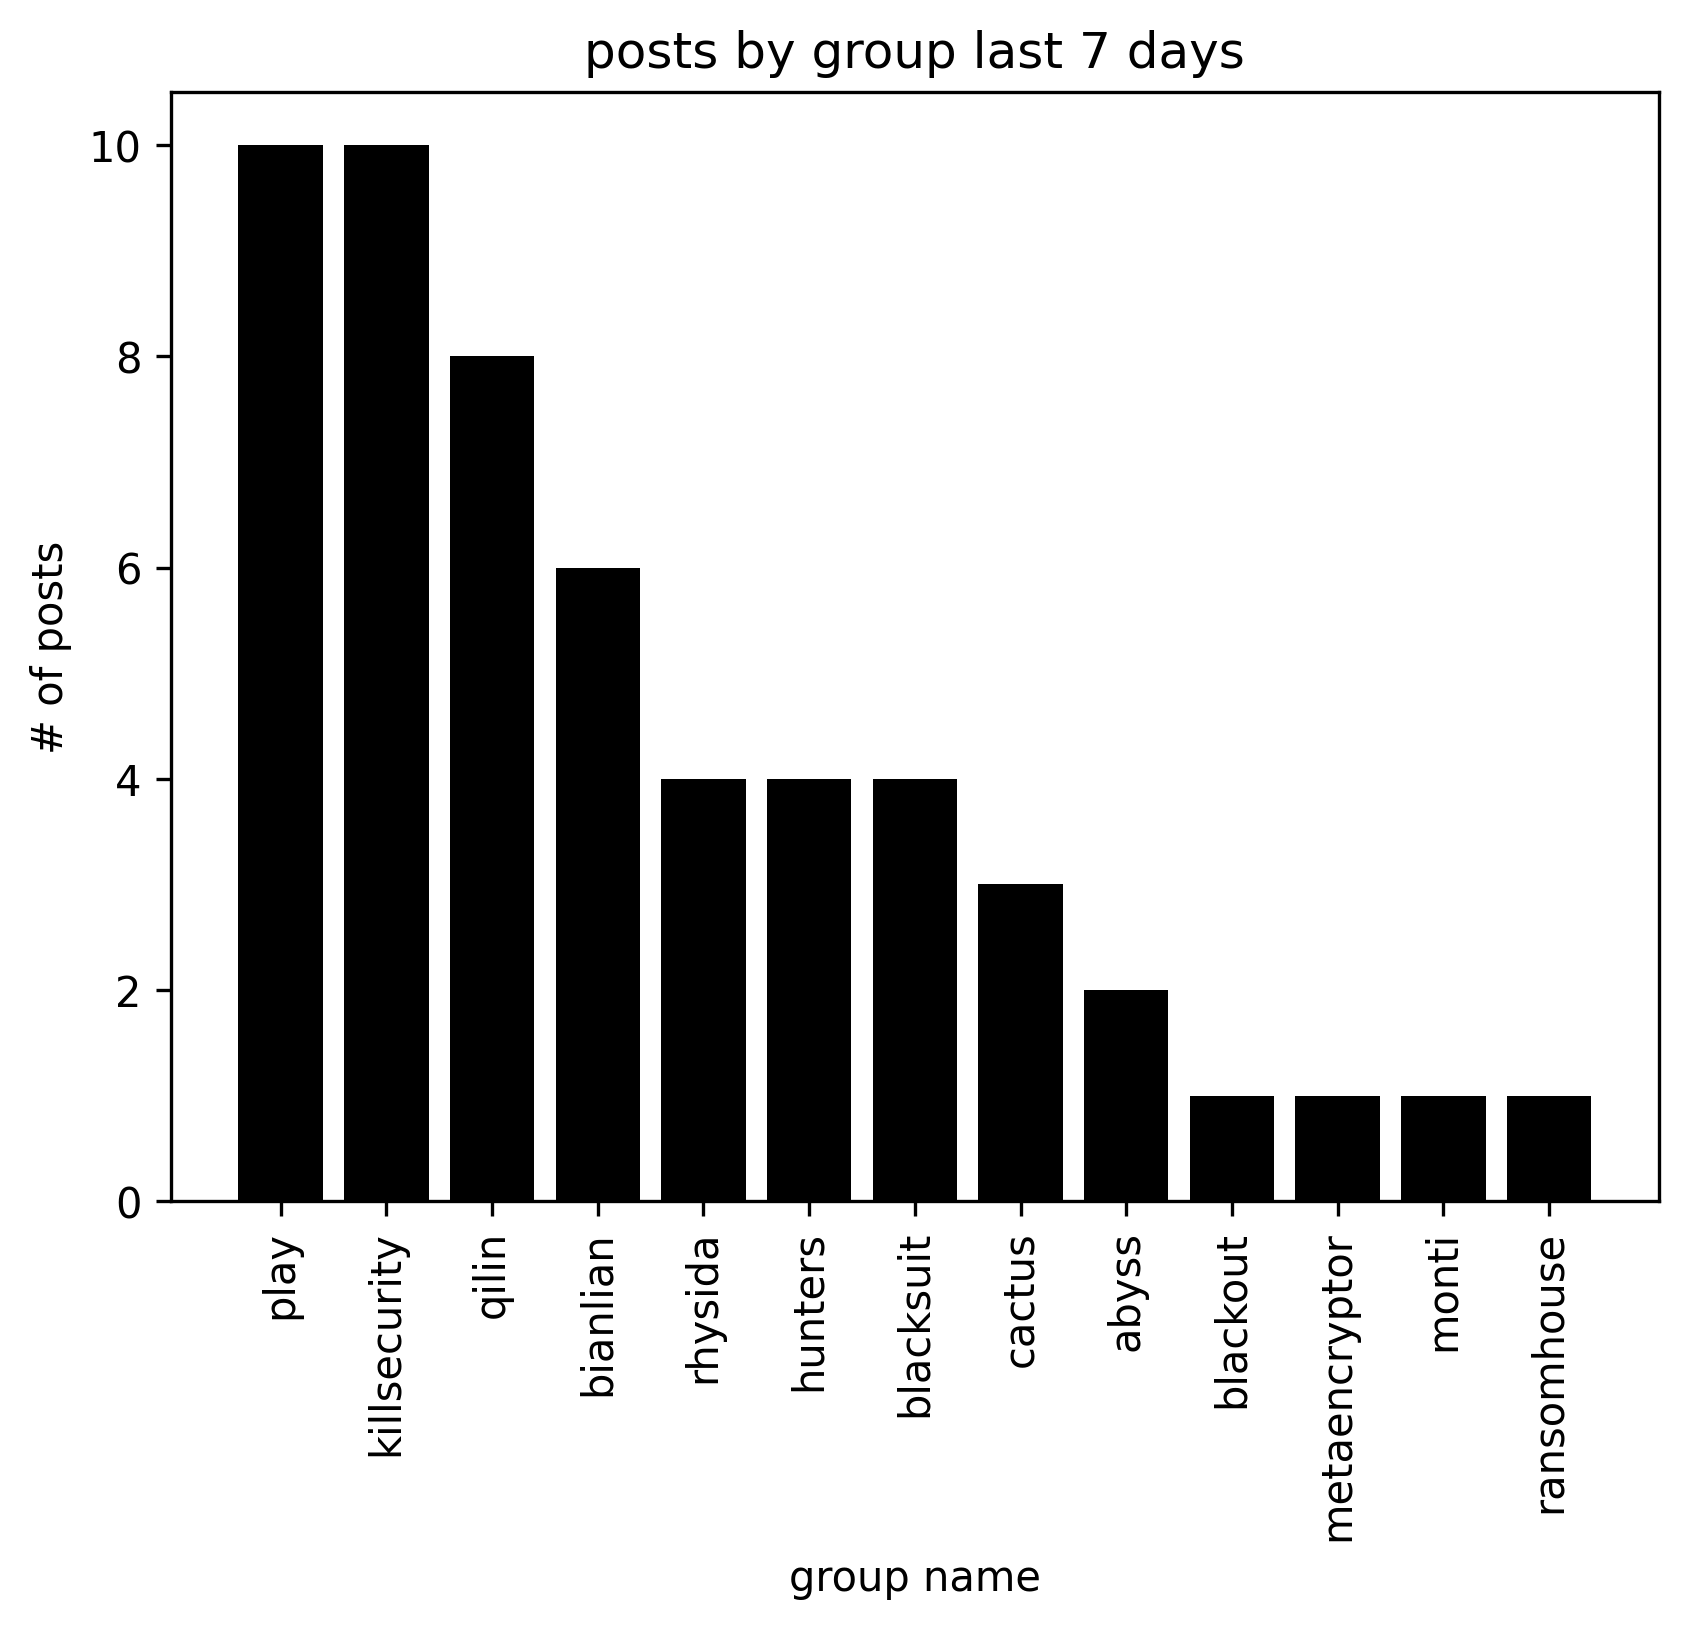 posts by group last 7 days
# of posts
10
8
6
4
2
0
play
killsecurity
qilin
bianlian
rhysida
hunters
blacksuit
cactus
abyss
blackout
metaencryptor
monti
ransomhouse
group name